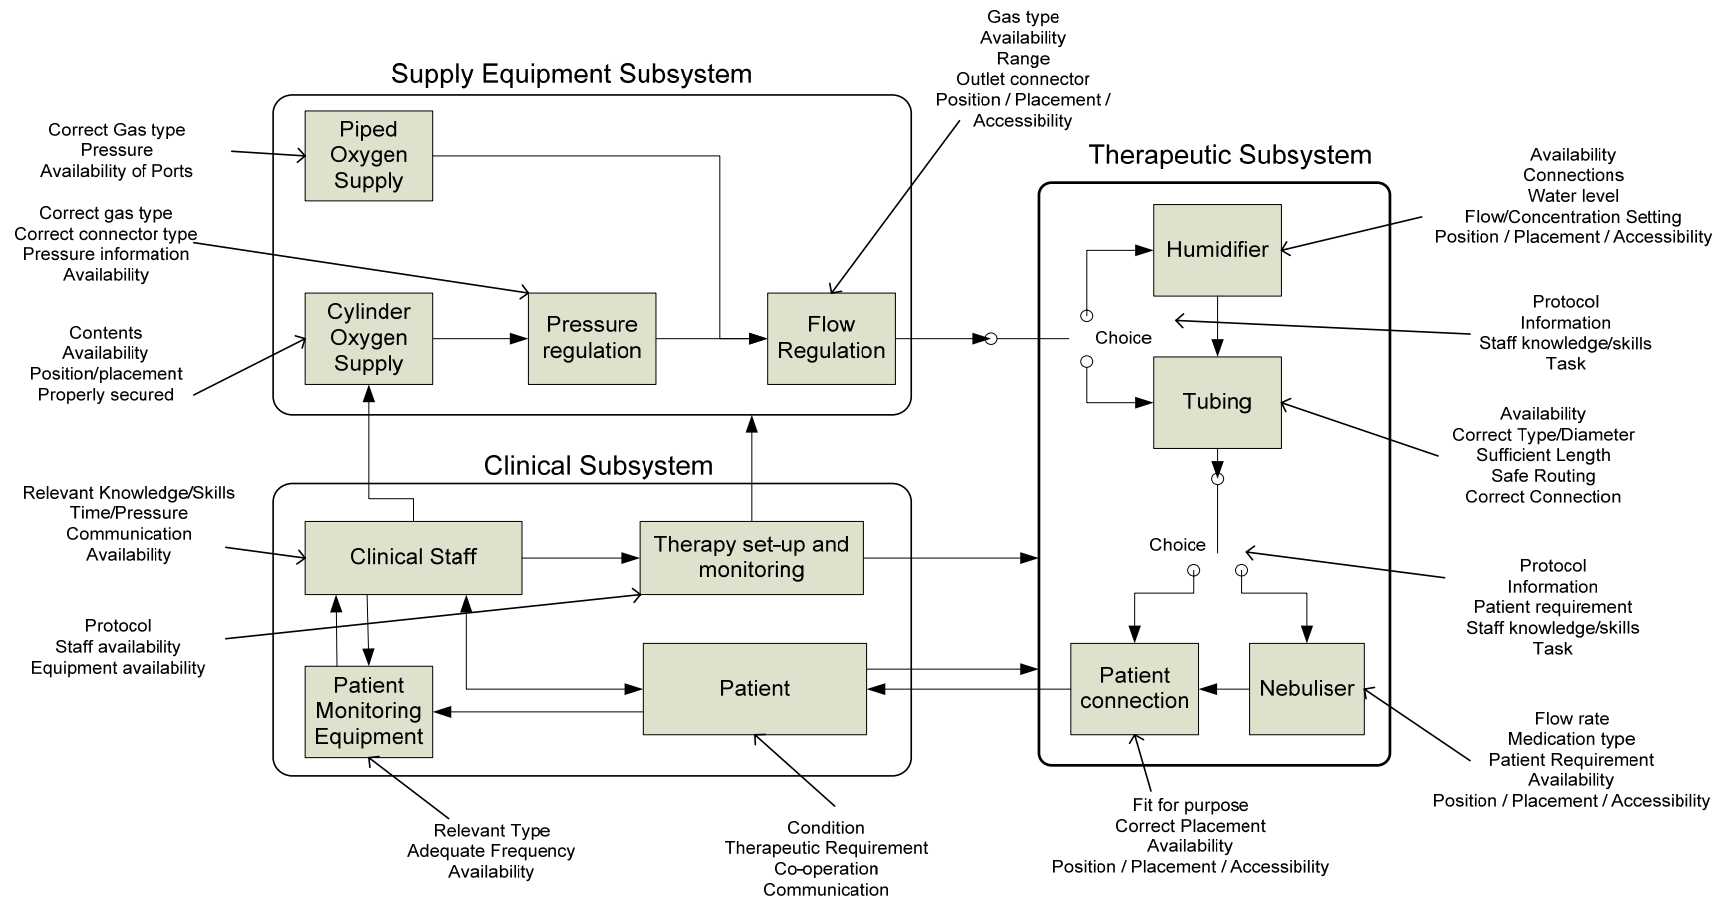 Supply Equipment Subsystem
Gas type
Availability
Range
Outlet connector
Position / Placement /
Accessibility
Correct Gas type
Pressure
Availability of Ports
Piped
Oxygen
Supply
Therapeutic Subsystem
Availability
Connections
Water level
Flow/Concentration Setting
Position / Placement / Accessibility
Correct gas type
Correct connector type
Pressure information
Availability
Humidifier
Contents
Availability
Position/placement
Properly secured
Cylinder
Oxygen
Supply
Pressure
regulation
Flow
Regulation
Choice
Protocol
Information
Staff knowledge/skills
Task
Tubing
Availability
Correct Type/Diameter
Sufficient Length
Safe Routing
Correct Connection
Clinical Subsystem
Relevant Knowledge/Skills
Time/Pressure
Communication
Availability
Clinical Staff
Therapy set-up and
monitoring
Choice
Protocol
Information
Patient requirement
Staff knowledge/skills
Task
Protocol
Staff availability
Equipment availability
Patient
Monitoring
Equipment
Patient
Patient
connection
Nebuliser
Flow rate
Medication type
Patient Requirement
Availability
Position / Placement / Accessibility
Relevant Type
Adequate Frequency
Availability
Condition
Therapeutic Requirement
Co-operation
Communication
Fit for purpose
Correct Placement
Availability
Position / Placement / Accessibility